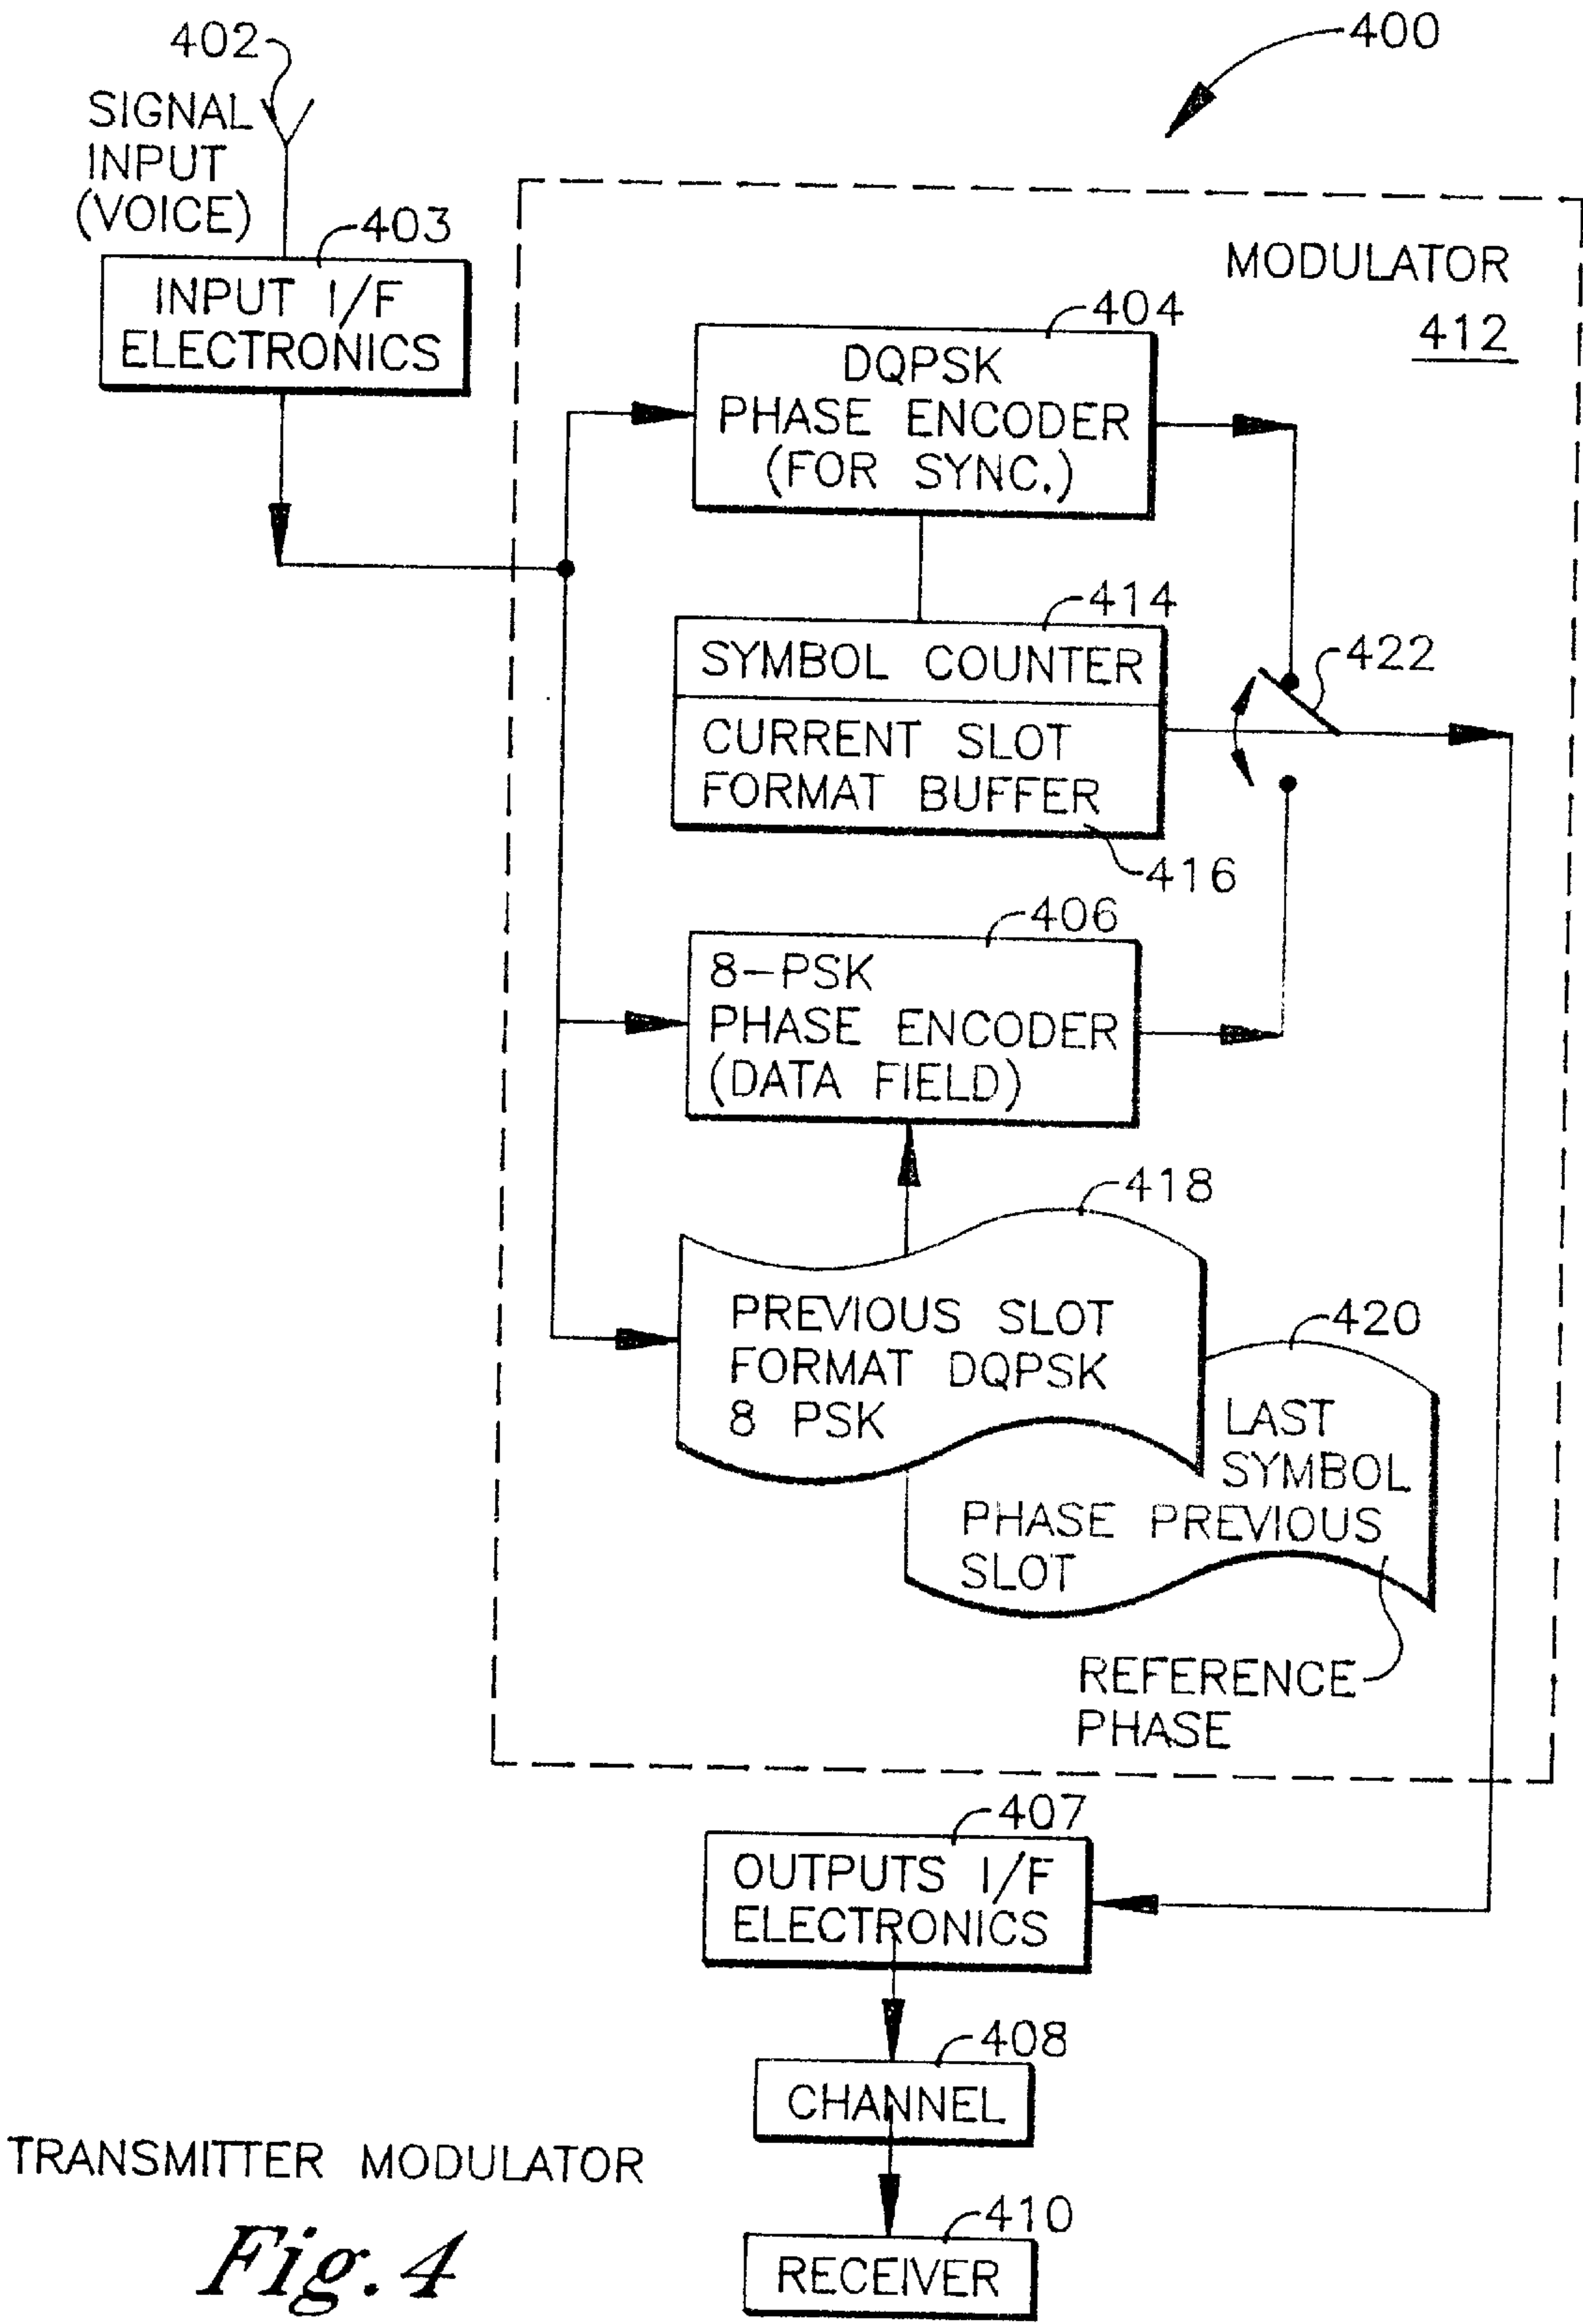 400
402
SIGNAL
INPUT
(VOICE)
403
INPUT I/F
ELECTRONICS
MODULATOR
412
404
DQPSK
PHASE ENCODER
(FOR SYNC.)
414
SYMBOL COUNTER
422
CURRENT SLOT
FORMAT BUFFER
416
406
8-PSK
PHASE ENCODER
(DATA FIELD)
418
PREVIOUS SLOT
FORMAT DQPSK
8 PSK
420
LAST
SYMBOL
PHASE PREVIOUS
SLOT
REFERENCE
PHASE
407
OUTPUTS I/F
ELECTRONICS
408
CHANNEL
410
RECEIVER
TRANSMITTER MODULATOR
Fig. 4